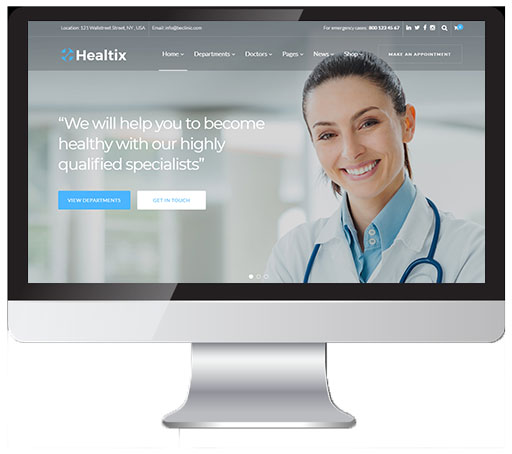 Location: 121 Wallstreet Street, NY , USA Email: info@beclinic.com For emergency cases: 800 123 45 67
Healtix Home Departments Doctors Pages News Shop MAKE AN APPOINTMENT
“We will help you to become
healthy with our highly
qualified specialists”
VIEW DEPARTMENTS GET IN TOUCH